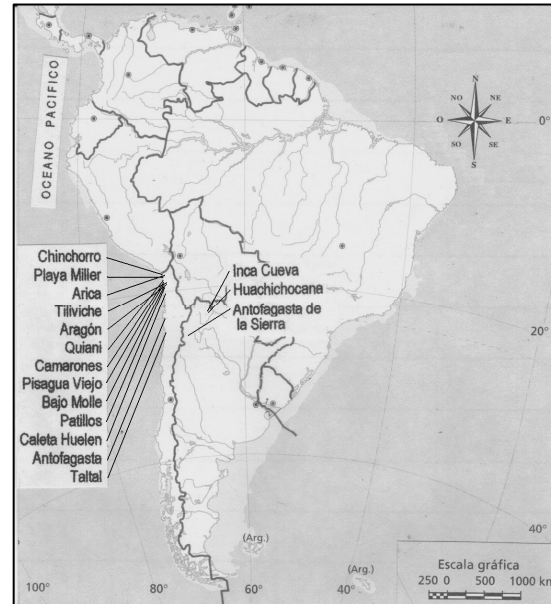 OCEANO PACIFICO
N
NO NE
O E
SO SE
S
0°
Chinchorro
Playa Miller
Arica
Tiliviche
Aragón
Quiani
Camarones
Pisagua Viejo
Bajo Molle
Patillos
Caleta Huelen
Antofagasta
Taltal
Inca Cueva
Huachichocana
Antofagasta de
la Sierra
20°
40°
(Arg.)
(Arg.)
100°
80°
60°
40°
Escala gráfica
250 0 500 1000 km